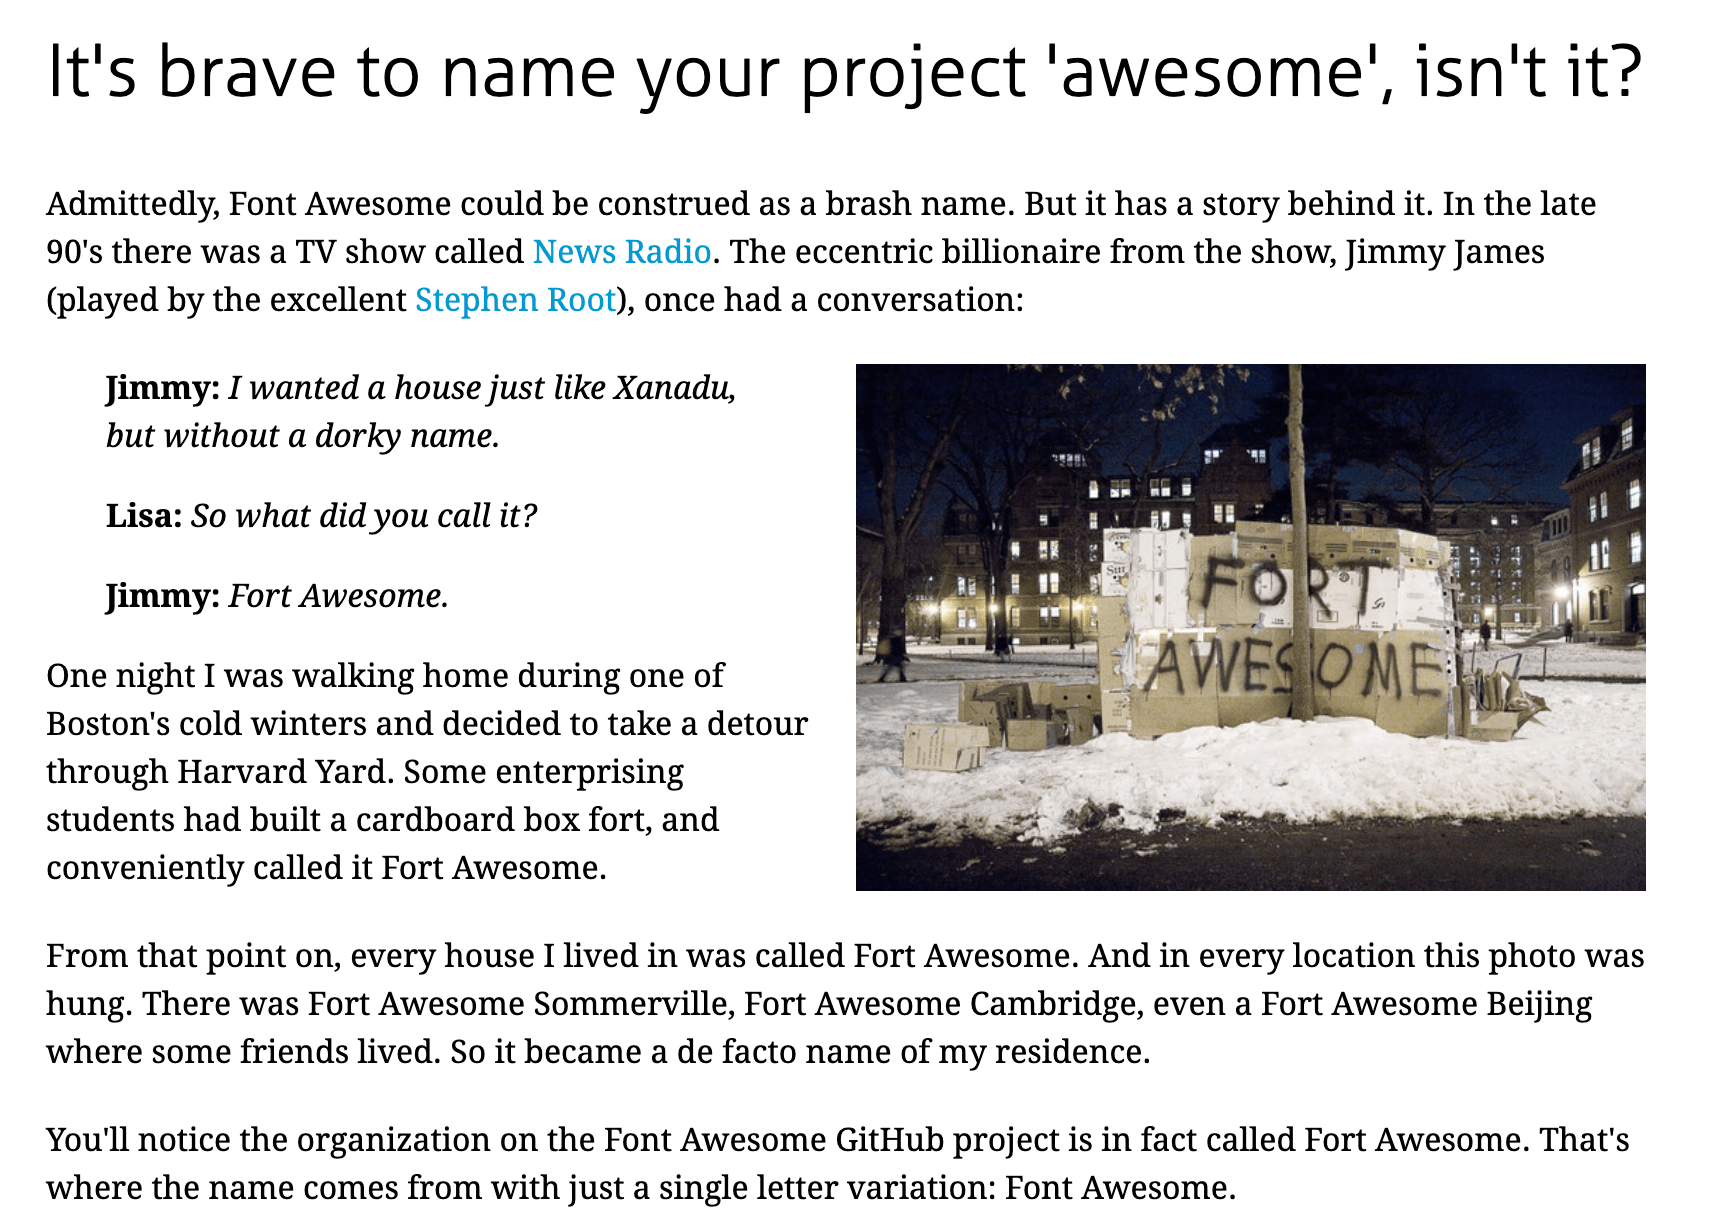 It's brave to name your project 'awesome', isn't it?
Admittedly, Font Awesome could be construed as a brash name. But it has a story behind it. In the late
90's there was a TV show called News Radio. The eccentric billionaire from the show, Jimmy James
(played by the excellent Stephen Root), once had a conversation:
Jimmy: I wanted a house just like Xanadu,
but without a dorky name.
Lisa: So what did you call it?
Jimmy: Fort Awesome.
One night I was walking home during one of
Boston's cold winters and decided to take a detour
through Harvard Yard. Some enterprising
students had built a cardboard box fort, and
conveniently called it Fort Awesome.
FORT
AWESOME
From that point on, every house I lived in was called Fort Awesome. And in every location this photo was
hung. There was Fort Awesome Sommerville, Fort Awesome Cambridge, even a Fort Awesome Beijing
where some friends lived. So it became a de facto name of my residence.
You'll notice the organization on the Font Awesome GitHub project is in fact called Fort Awesome. That's
where the name comes from with just a single letter variation: Font Awesome.